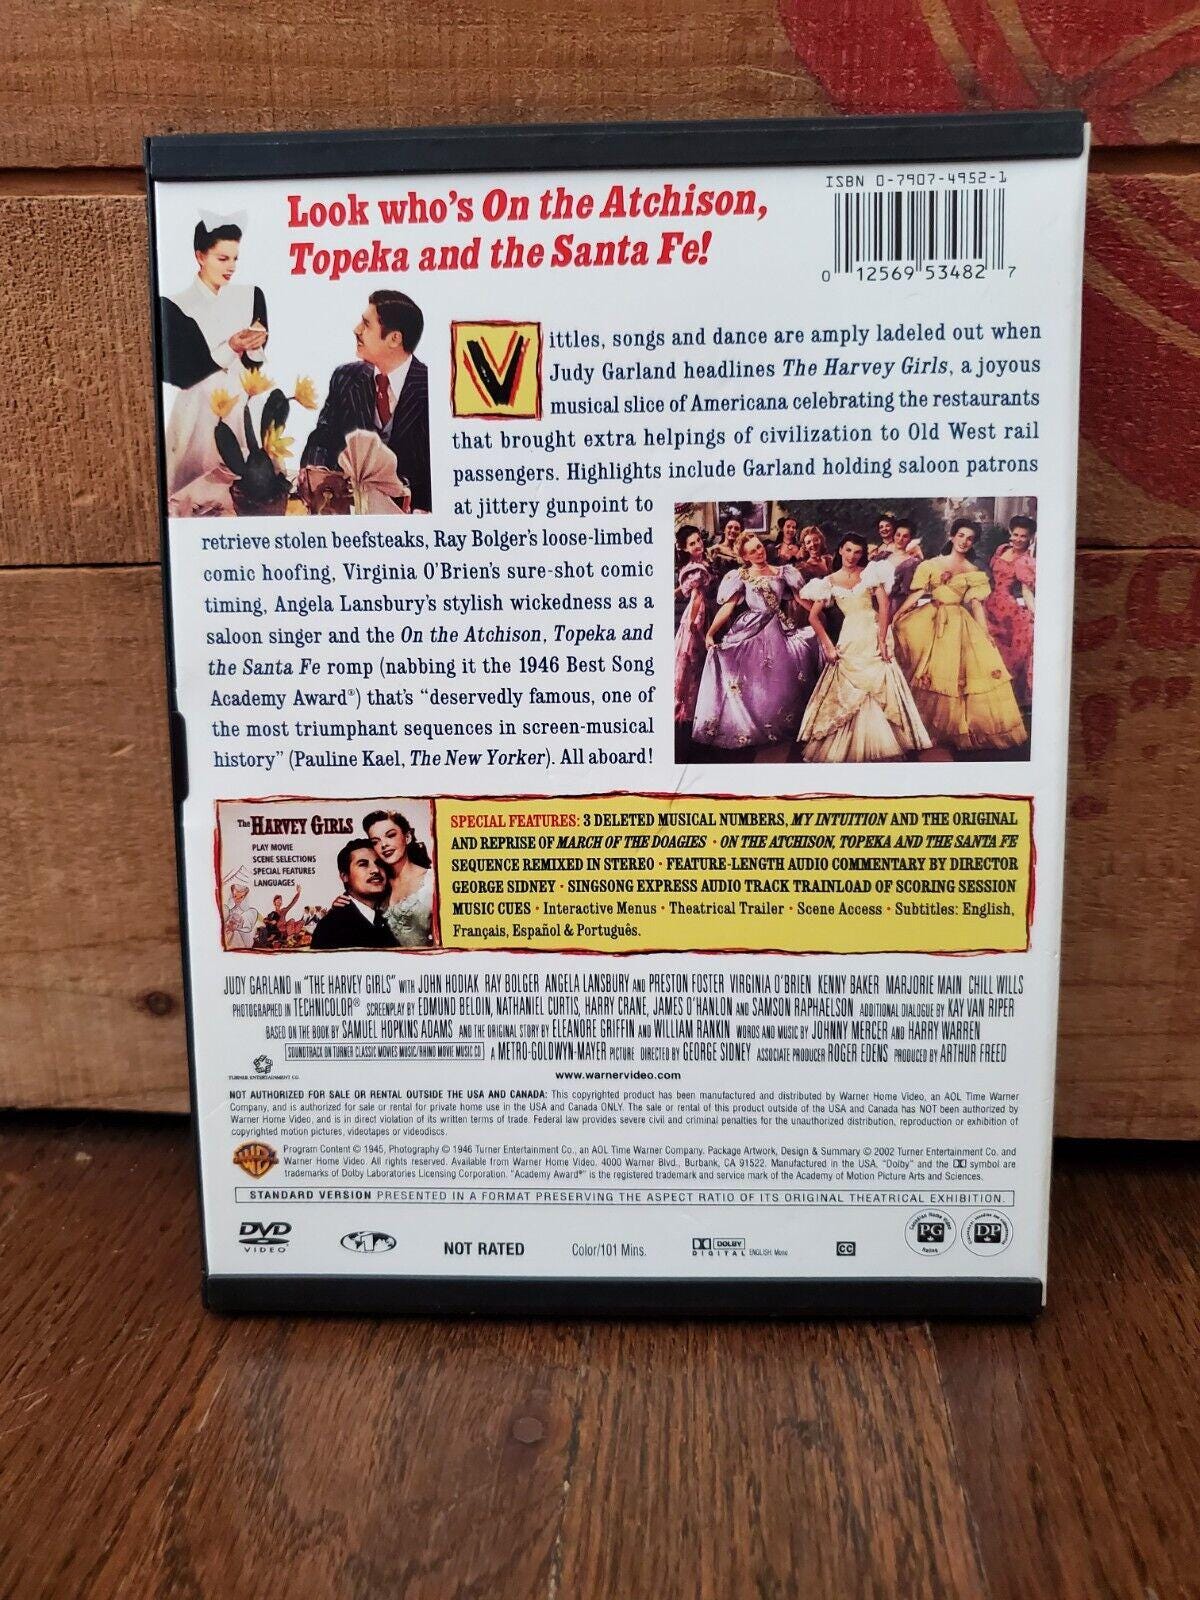 Look who's On the Atchison,
Topeka and the Santa Fe!
ISBN 0-7907-4952-1
0 12569 53482 7
Vittles, songs and dance are amply ladeled out when
Judy Garland headlines The Harvey Girls, a joyous
musical slice of Americana celebrating the restaurants
that brought extra helpings of civilization to Old West rail
passengers. Highlights include Garland holding saloon patrons
at jittery gunpoint to
retrieve stolen beefsteaks, Ray Bolger's loose-limbed
comic hoofing, Virginia O'Brien's sure-shot comic
timing, Angela Lansbury's stylish wickedness as a
saloon singer and the On the Atchison, Topeka and
the Santa Fe romp (nabbing it the 1946 Best Song
Academy Award®) that's "deservedly famous, one of
the most triumphant sequences in screen-musical
history" (Pauline Kael, The New Yorker). All aboard!
The HARVEY GIRLS
PLAY MOVIE
SCENE SELECTIONS
SPECIAL FEATURES
LANGUAGES
SPECIAL FEATURES: 3 DELETED MUSICAL NUMBERS, MY INTUITION AND THE ORIGINAL
AND REPRISE OF MARCH OF THE DOAGIES • ON THE ATCHISON, TOPEKA AND THE SANTA FE
SEQUENCE REMIXED IN STEREO • FEATURE-LENGTH AUDIO COMMENTARY BY DIRECTOR
GEORGE SIDNEY • SINGSONG EXPRESS AUDIO TRACK TRAINLOAD OF SCORING SESSION
MUSIC CUES • Interactive Menus • Theatrical Trailer • Scene Access • Subtitles: English,
Français, Español & Português.
JUDY GARLAND IN "THE HARVEY GIRLS" WITH JOHN HODIAK RAY BOLGER ANGELA LANSBURY AND PRESTON FOSTER VIRGINIA O'BRIEN KENNY BAKER MARJORIE MAIN CHILL WILLS
PHOTOGRAPHED IN TECHNICOLOR® SCREENPLAY BY EDMUND BELOIN, NATHANIEL CURTIS, HARRY CRANE, JAMES O'HANLON AND SAMSON RAPHAELSON ADDITIONAL DIALOGUE BY KAY VAN RIPER
BASED ON THE BOOK BY SAMUEL HOPKINS ADAMS AND THE ORIGINAL STORY BY ELEANORE GRIFFIN AND WILLIAM RANKIN WORDS AND MUSIC BY JOHNNY MERCER AND HARRY WARREN
SOUNDTRACK ON TURNER CLASSIC MOVIES MUSIC/RHINO MOVIE MUSIC CD A METRO-GOLDWYN-MAYER PICTURE DIRECTED BY GEORGE SIDNEY ASSOCIATE PRODUCER ROGER EDENS PRODUCED BY ARTHUR FREED
TURNER ENTERTAINMENT CO.
www.warnervideo.com
NOT AUTHORIZED FOR SALE OR RENTAL OUTSIDE THE USA AND CANADA: This copyrighted product has been manufactured and distributed by Warner Home Video, an AOL Time Warner
Company, and is authorized for sale or rental for private home use in the USA and Canada ONLY. The sale or rental of this product outside of the USA and Canada has NOT been authorized by
Warner Home Video, and is in direct violation of its written terms of trade. Federal law provides severe civil and criminal penalties for the unauthorized distribution, reproduction or exhibition of
copyrighted motion pictures, videotapes or videodiscs.
Program Content © 1945, Photography © 1946 Turner Entertainment Co., an AOL Time Warner Company. Package Artwork, Design & Summary © 2002 Turner Entertainment Co. and
Warner Home Video. All rights reserved. Available from Warner Home Video, 4000 Warner Blvd., Burbank, CA 91522. Manufactured in the USA. "Dolby" and the DD symbol are
trademarks of Dolby Laboratories Licensing Corporation. "Academy Award®" is the registered trademark and service mark of the Academy of Motion Picture Arts and Sciences.
STANDARD VERSION PRESENTED IN A FORMAT PRESERVING THE ASPECT RATIO OF ITS ORIGINAL THEATRICAL EXHIBITION.
DVD VIDEO
NOT RATED
Color/101 Mins.
DOLBY DIGITAL ENGLISH: Mono
CC
Canadian Home Video PG Rating
DP